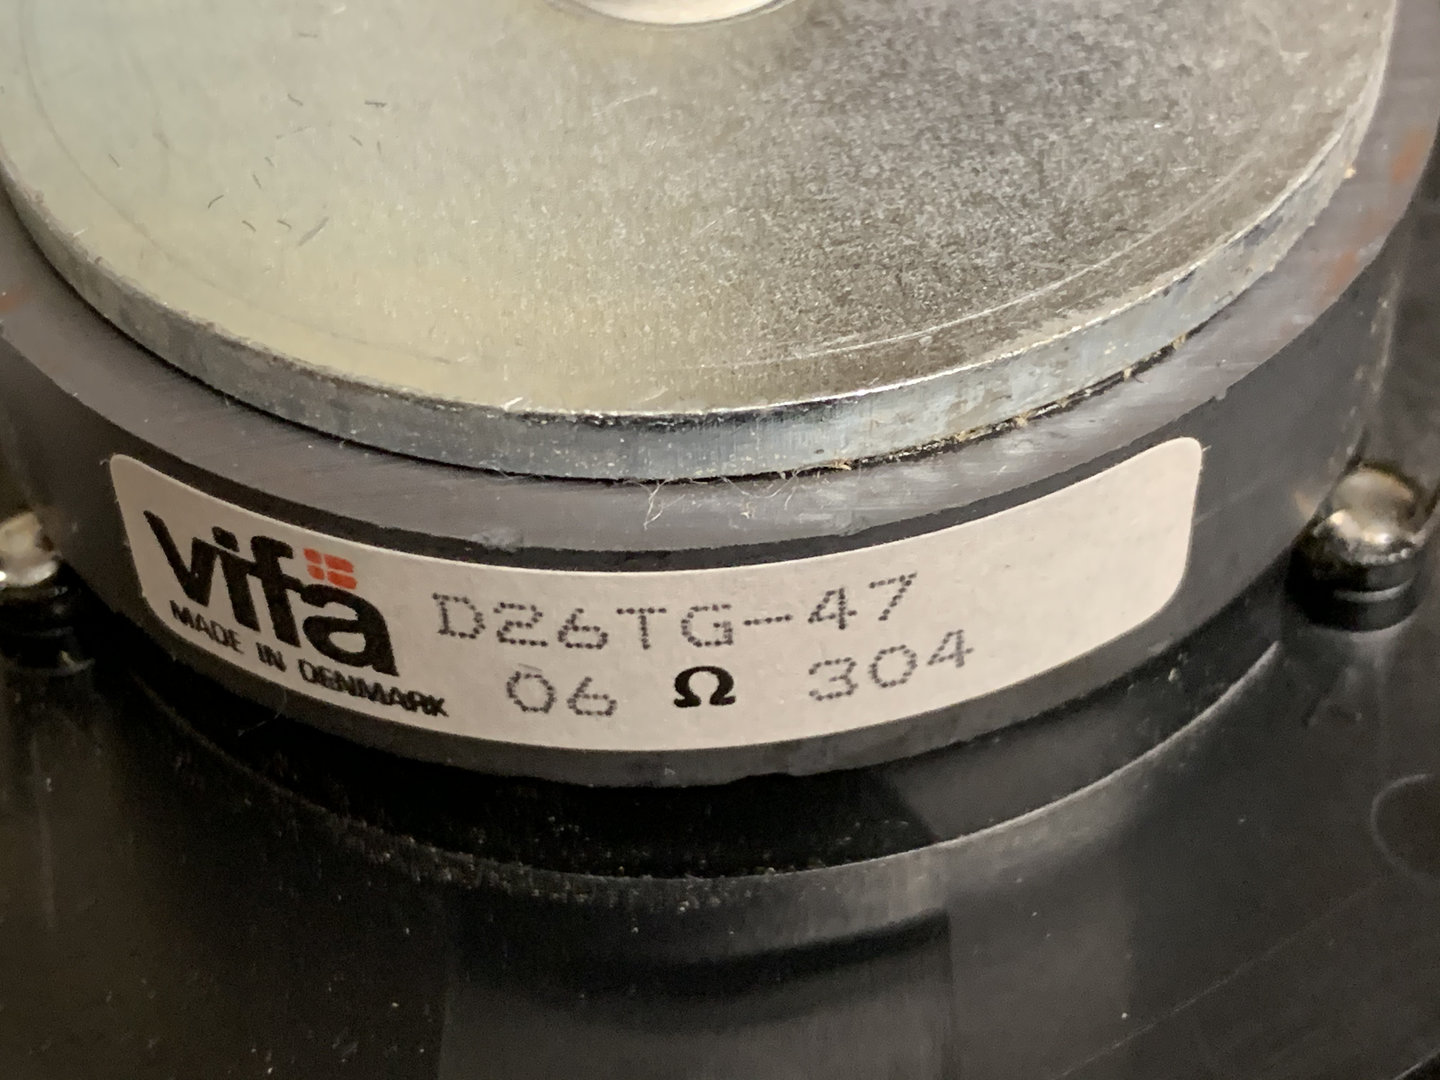 vifa
MADE IN DENMARK
D26TG-47
06 Ω 304